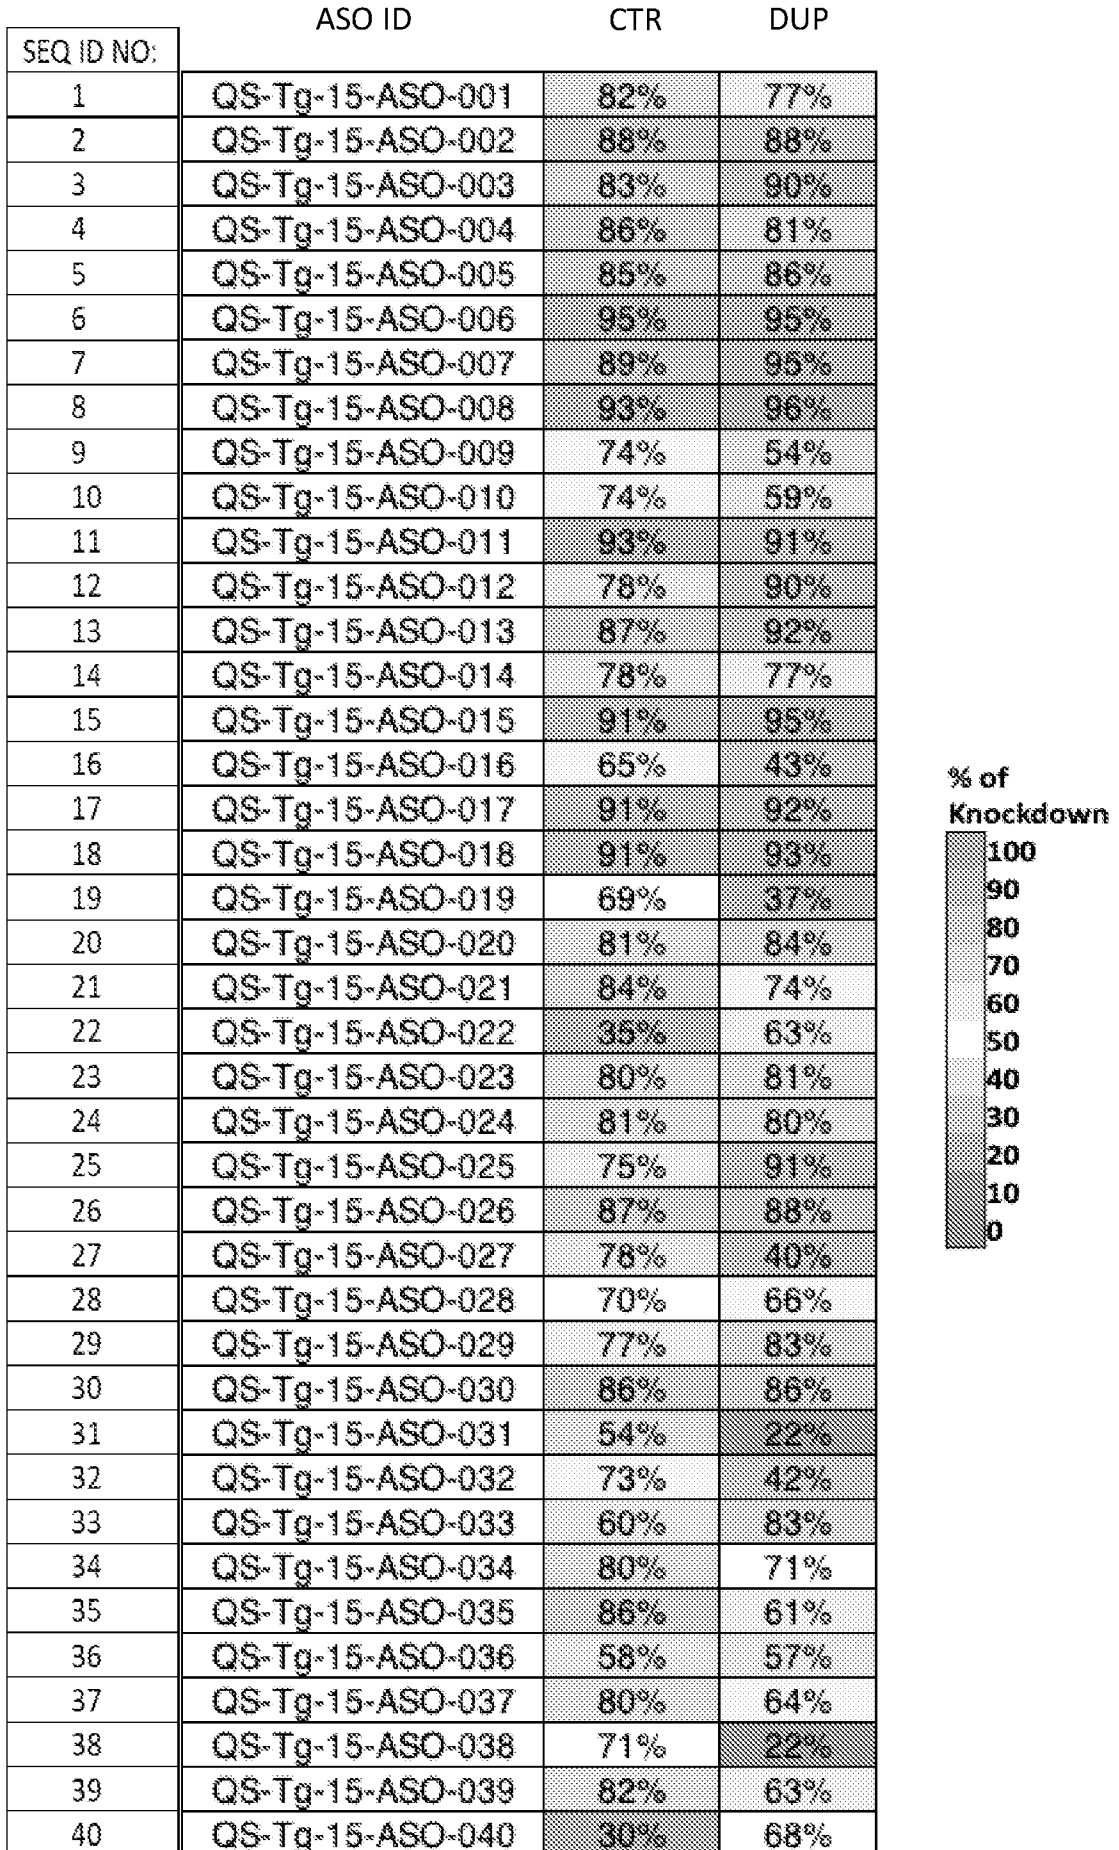 ASO ID CTR DUP
SEQ ID NO:
1 QS-Tg-15-ASO-001 82% 77%
2 QS-Tg-15-ASO-002 88% 88%
3 QS-Tg-15-ASO-003 83% 90%
4 QS-Tg-15-ASO-004 86% 81%
5 QS-Tg-15-ASO-005 85% 86%
6 QS-Tg-15-ASO-006 95% 95%
7 QS-Tg-15-ASO-007 89% 95%
8 QS-Tg-15-ASO-008 93% 96%
9 QS-Tg-15-ASO-009 74% 54%
10 QS-Tg-15-ASO-010 74% 59%
11 QS-Tg-15-ASO-011 93% 91%
12 QS-Tg-15-ASO-012 78% 90%
13 QS-Tg-15-ASO-013 87% 92%
14 QS-Tg-15-ASO-014 78% 77%
15 QS-Tg-15-ASO-015 91% 95%
16 QS-Tg-15-ASO-016 65% 43%
17 QS-Tg-15-ASO-017 91% 92%
18 QS-Tg-15-ASO-018 91% 93%
19 QS-Tg-15-ASO-019 69% 37%
20 QS-Tg-15-ASO-020 81% 84%
21 QS-Tg-15-ASO-021 84% 74%
22 QS-Tg-15-ASO-022 35% 63%
23 QS-Tg-15-ASO-023 80% 81%
24 QS-Tg-15-ASO-024 81% 80%
25 QS-Tg-15-ASO-025 75% 91%
26 QS-Tg-15-ASO-026 87% 88%
27 QS-Tg-15-ASO-027 78% 40%
28 QS-Tg-15-ASO-028 70% 66%
29 QS-Tg-15-ASO-029 77% 83%
30 QS-Tg-15-ASO-030 86% 86%
31 QS-Tg-15-ASO-031 54% 22%
32 QS-Tg-15-ASO-032 73% 42%
33 QS-Tg-15-ASO-033 60% 83%
34 QS-Tg-15-ASO-034 80% 71%
35 QS-Tg-15-ASO-035 86% 61%
36 QS-Tg-15-ASO-036 58% 57%
37 QS-Tg-15-ASO-037 80% 64%
38 QS-Tg-15-ASO-038 71% 22%
39 QS-Tg-15-ASO-039 82% 63%
40 QS-Tg-15-ASO-040 30% 68%
% of
Knockdown
100
90
80
70
60
50
40
30
20
10
0